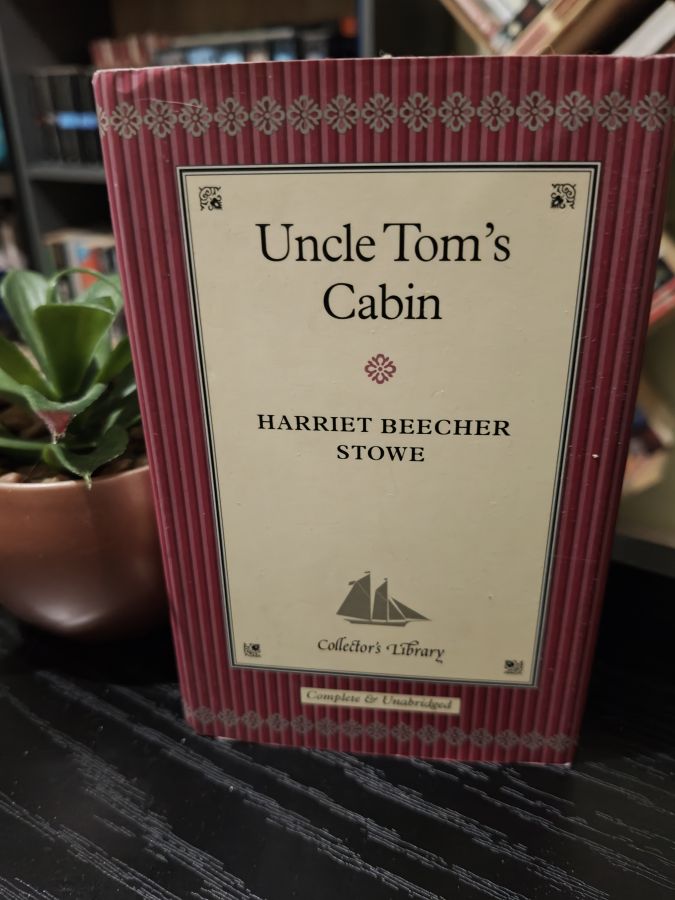 Uncle Tom's
Cabin
HARRIET BEECHER
STOWE
Collector's Library
Complete & Unabridged